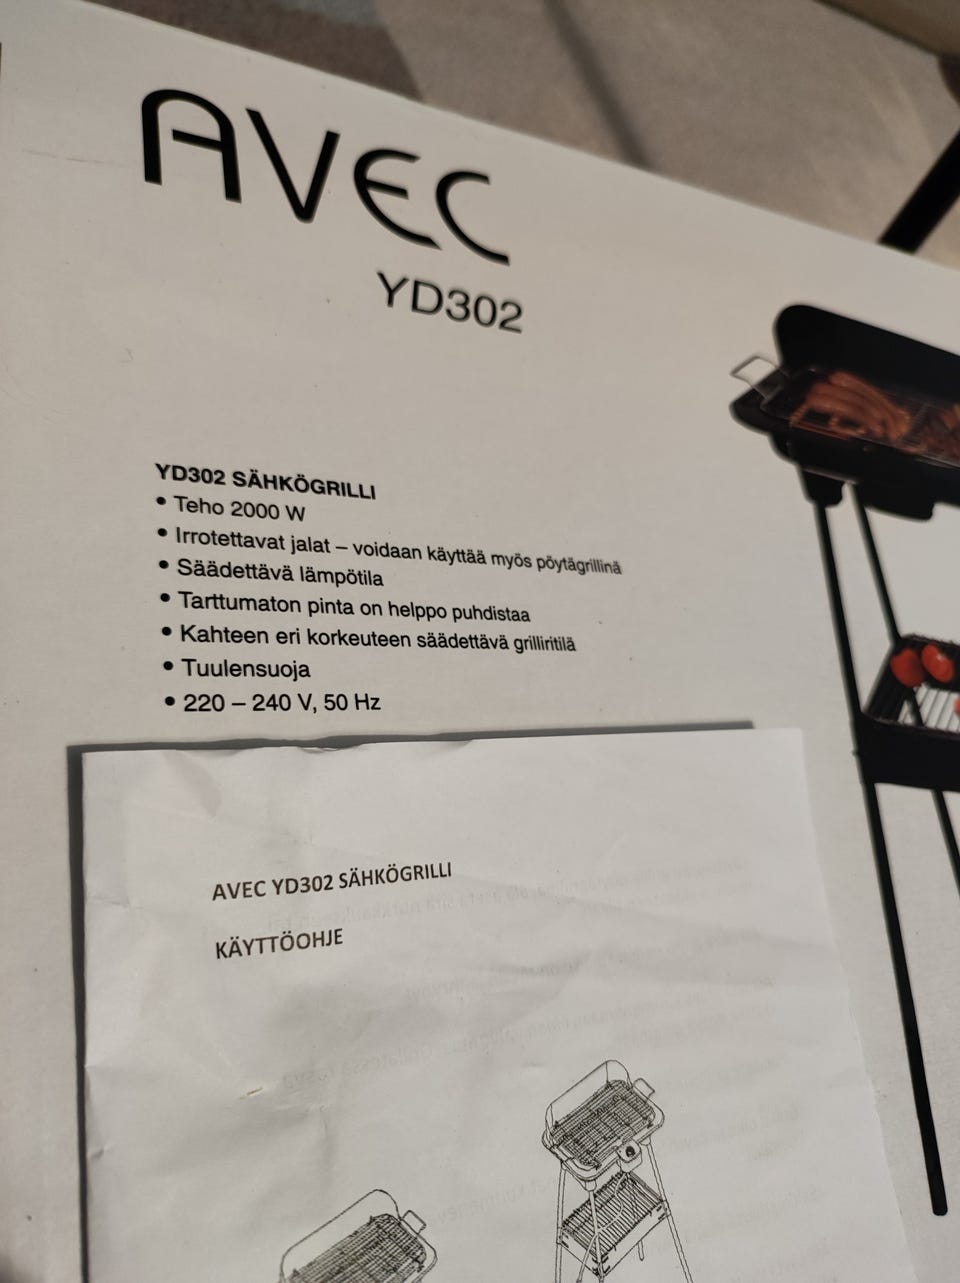 AVEC
YD302
YD302 SÄHKÖGRILLI
• Teho 2000 W
• Irrotettavat jalat – voidaan käyttää myös pöytägrillinä
• Säädettävä lämpötila
• Tarttumaton pinta on helppo puhdistaa
• Kahteen eri korkeuteen säädettävä grilliritilä
• Tuulensuoja
• 220 – 240 V, 50 Hz
AVEC YD302 SÄHKÖGRILLI
KÄYTTÖOHJE